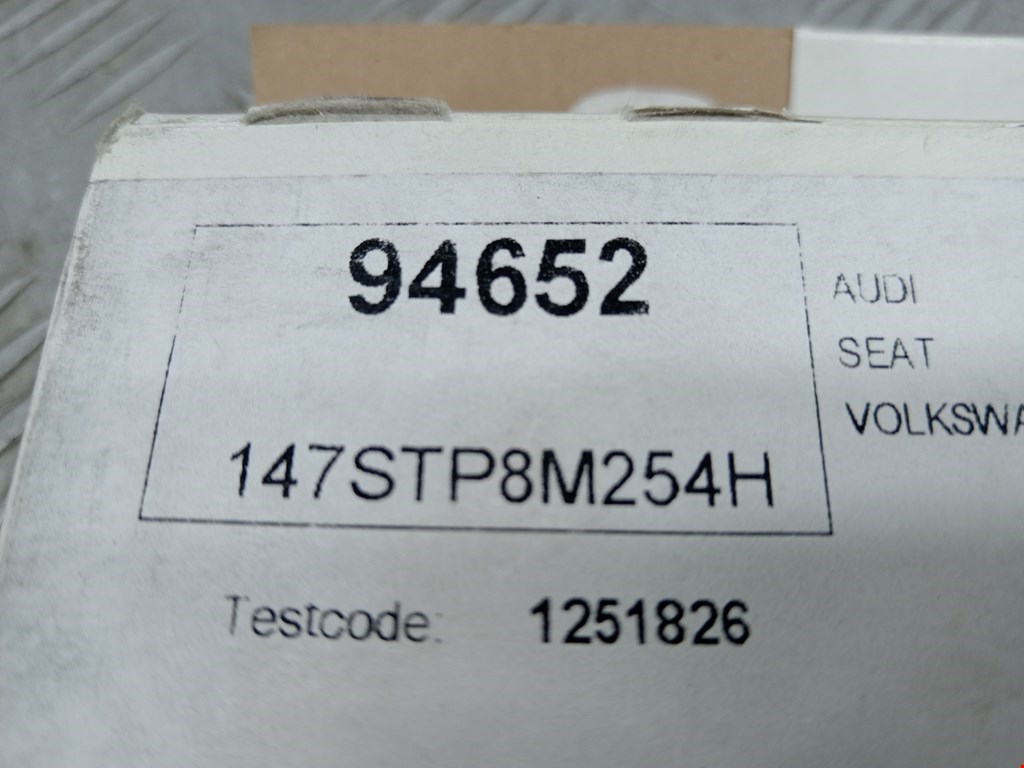 94652
147STP8M254H
Testcode: 1251826
AUDI
SEAT
VOLKSWA